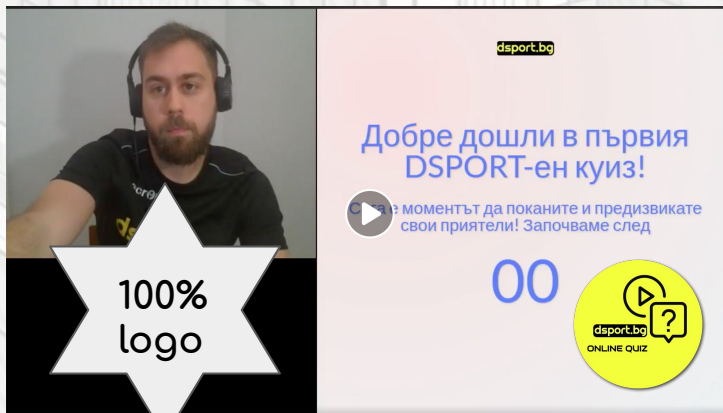 dsport.bg
Добре дошли в първия
DSPORT-ен куиз!
е моментът да поканите и предизвикате
свои приятели! Започваме след
00
100%
logo
dsport.bg
?
ONLINE QUIZ